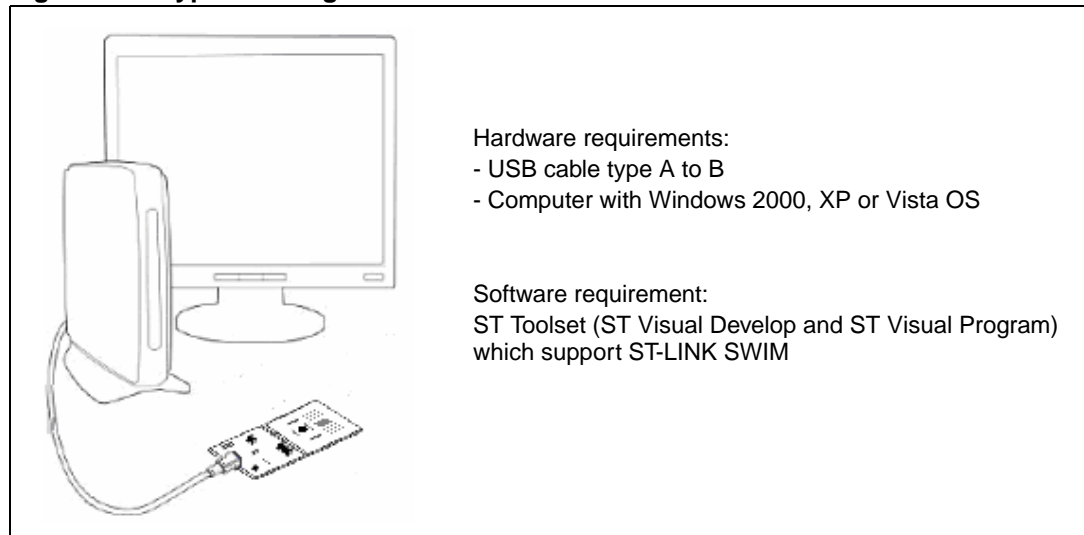 Hardware requirements:
- USB cable type A to B
- Computer with Windows 2000, XP or Vista OS
Software requirement:
ST Toolset (ST Visual Develop and ST Visual Program)
which support ST-LINK SWIM